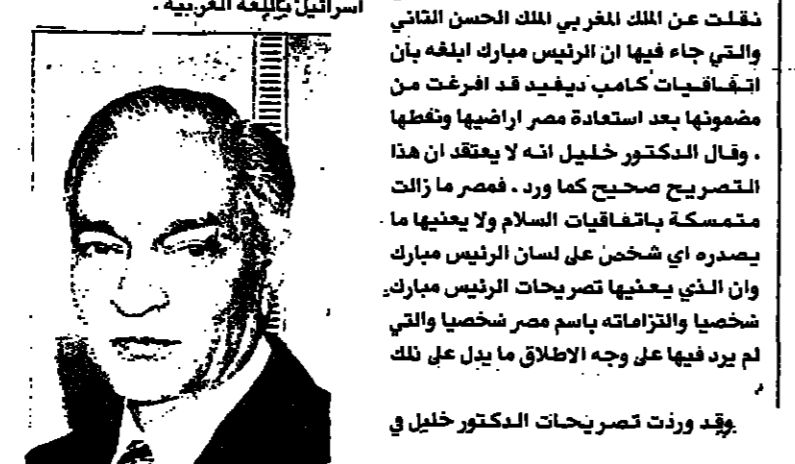 نقلت عن الملك المغربي الملك الحسن الثاني
والتي جاء فيها ان الرئيس مبارك ابلغه بأن
اتفاقيات كامب ديفيد قد افرغت من
مضمونها بعد استعادة مصر اراضيها ونفطها
. وقال الدكتور خليل انه لا يعتقد ان هذا
التصريح صحيح كما ورد . فمصر ما زالت
متمسكة باتفاقيات السلام ولا يعنيها ما
يصدره اي شخص على لسان الرئيس مبارك
وان الذي يعنيها تصريحات الرئيس مبارك
شخصيا والتزاماته باسم مصر شخصيا والتي
لم يرد فيها على وجه الاطلاق ما يدل على ذلك
.
وقد وردت تصريحات الدكتور خليل في
اسرائيل باللغة العربية .